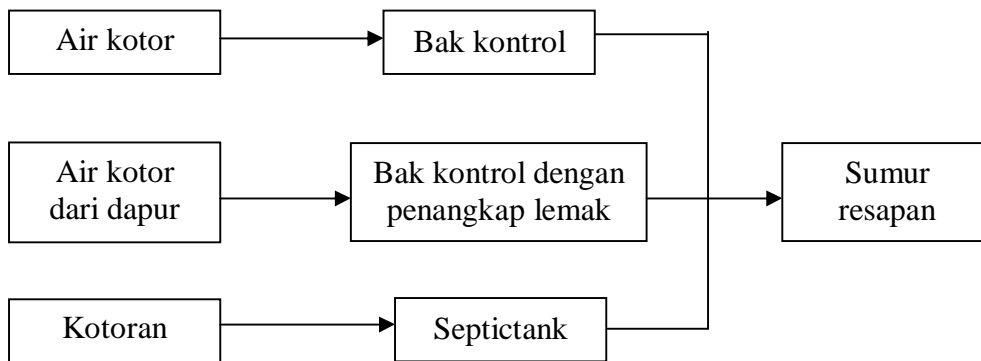 Air kotor
Bak kontrol
Air kotor
dari dapur
Bak kontrol dengan
penangkap lemak
Sumur
resapan
Kotoran
Septictank